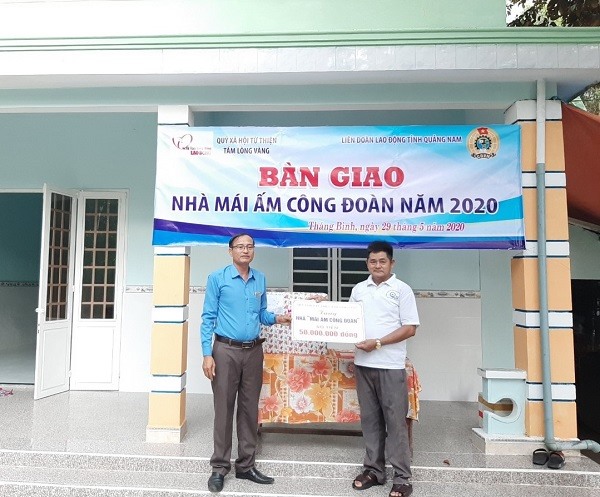 QUỸ XÃ HỘI TỪ THIỆN
TẤM LÒNG VÀNG
LIÊN ĐOÀN LAO ĐỘNG TỈNH QUẢNG NAM
BÀN GIAO
NHÀ MÁI ẤM CÔNG ĐOÀN NĂM 2020
Thăng Bình, ngày 29 tháng 5 năm 2020
NHÀ "MÁI ẤM CÔNG ĐOÀN"
50.000.000 đồng